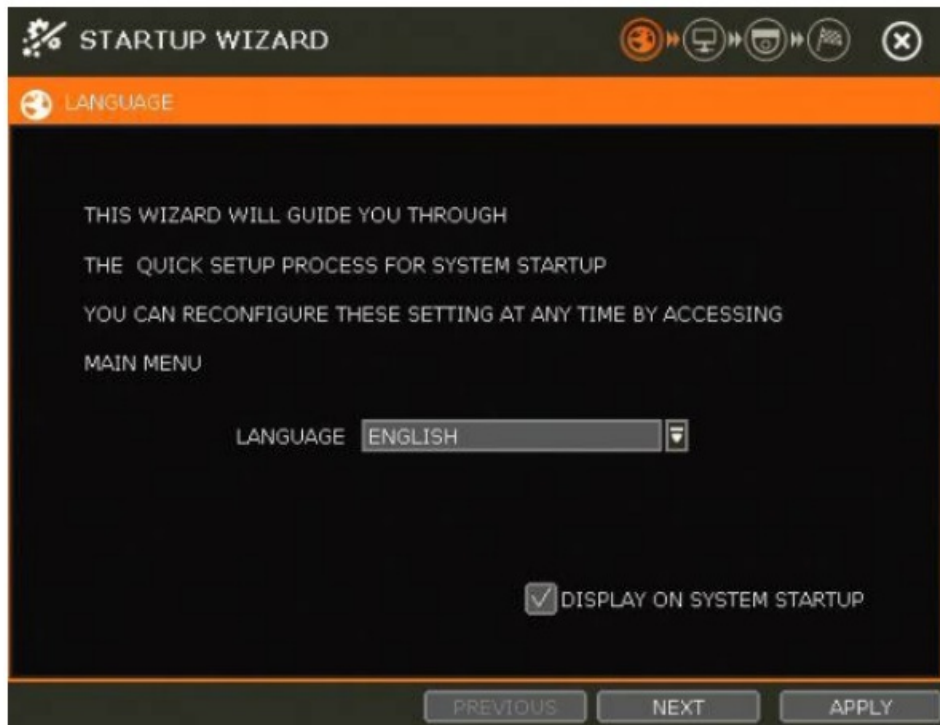 STARTUP WIZARD
LANGUAGE
THIS WIZARD WILL GUIDE YOU THROUGH
THE QUICK SETUP PROCESS FOR SYSTEM STARTUP
YOU CAN RECONFIGURE THESE SETTING AT ANY TIME BY ACCESSING
MAIN MENU
LANGUAGE ENGLISH
DISPLAY ON SYSTEM STARTUP
PREVIOUS NEXT APPLY